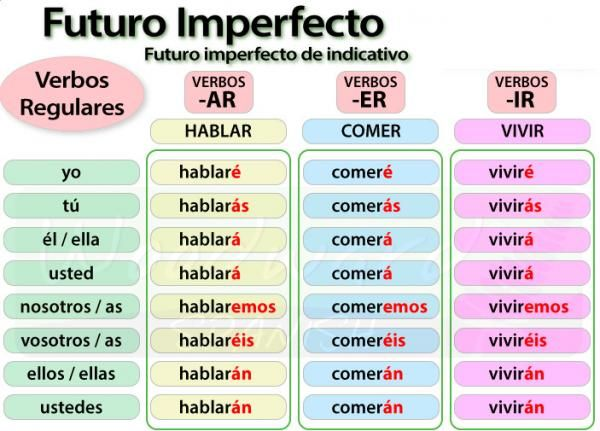 Futuro Imperfecto
Futuro imperfecto de indicativo
Verbos
Regulares
VERBOS
-AR
VERBOS
-ER
VERBOS
-IR
HABLAR COMER VIVIR
yo hablaré comeré viviré
tú hablarás comerás vivirás
él / ella hablará comerá vivirá
usted hablará comerá vivirá
nosotros / as hablaremos comeremos viviremos
vosotros / as hablaréis comeréis viviréis
ellos / ellas hablarán comerán vivirán
ustedes hablarán comerán vivirán